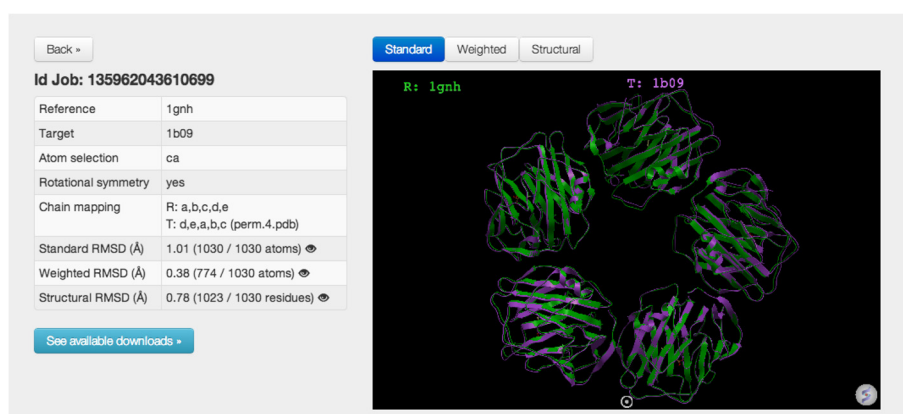 Back »
Standard Weighted Structural
Id Job: 135962043610699
R: 1gnh T: 1b09
Reference 1gnh
Target 1b09
Atom selection ca
Rotational symmetry yes
Chain mapping R: a,b,c,d,e
T: d,e,a,b,c (perm.4.pdb)
Standard RMSD (Å) 1.01 (1030 / 1030 atoms)
Weighted RMSD (Å) 0.38 (774 / 1030 atoms)
Structural RMSD (Å) 0.78 (1023 / 1030 residues)
See available downloads »